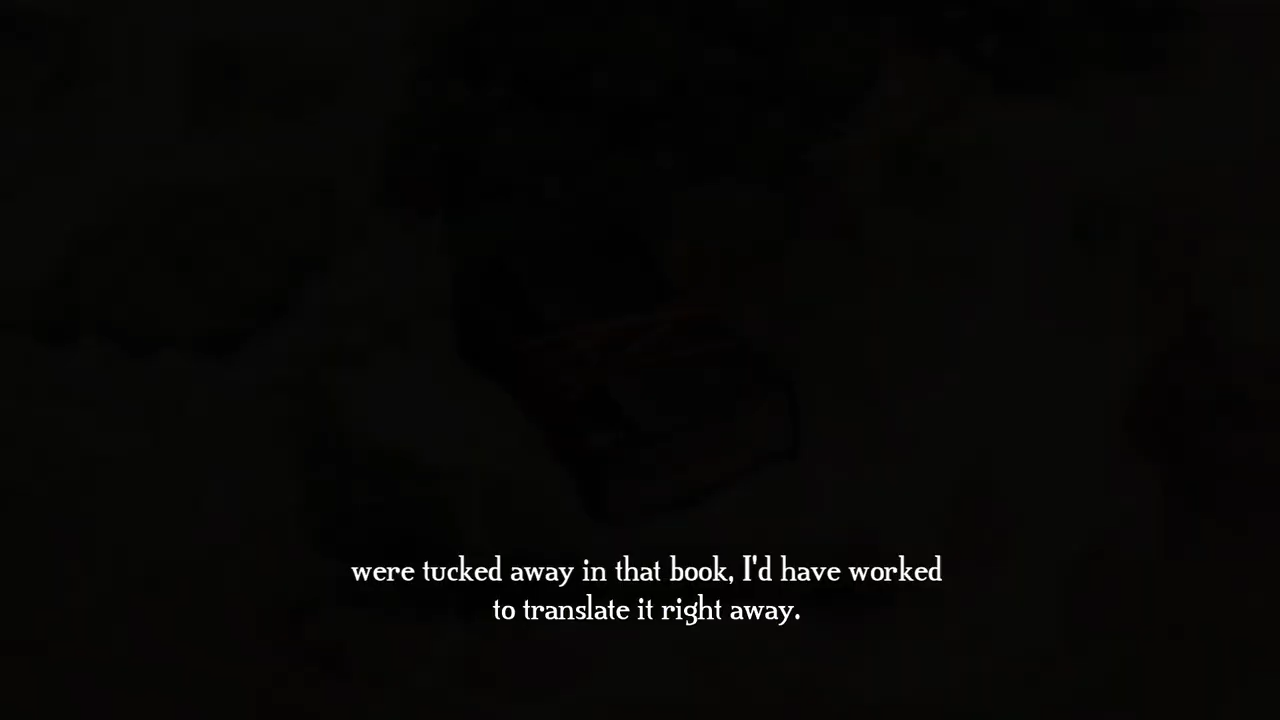 were tucked away in that book, I'd have worked
to translate it right away.